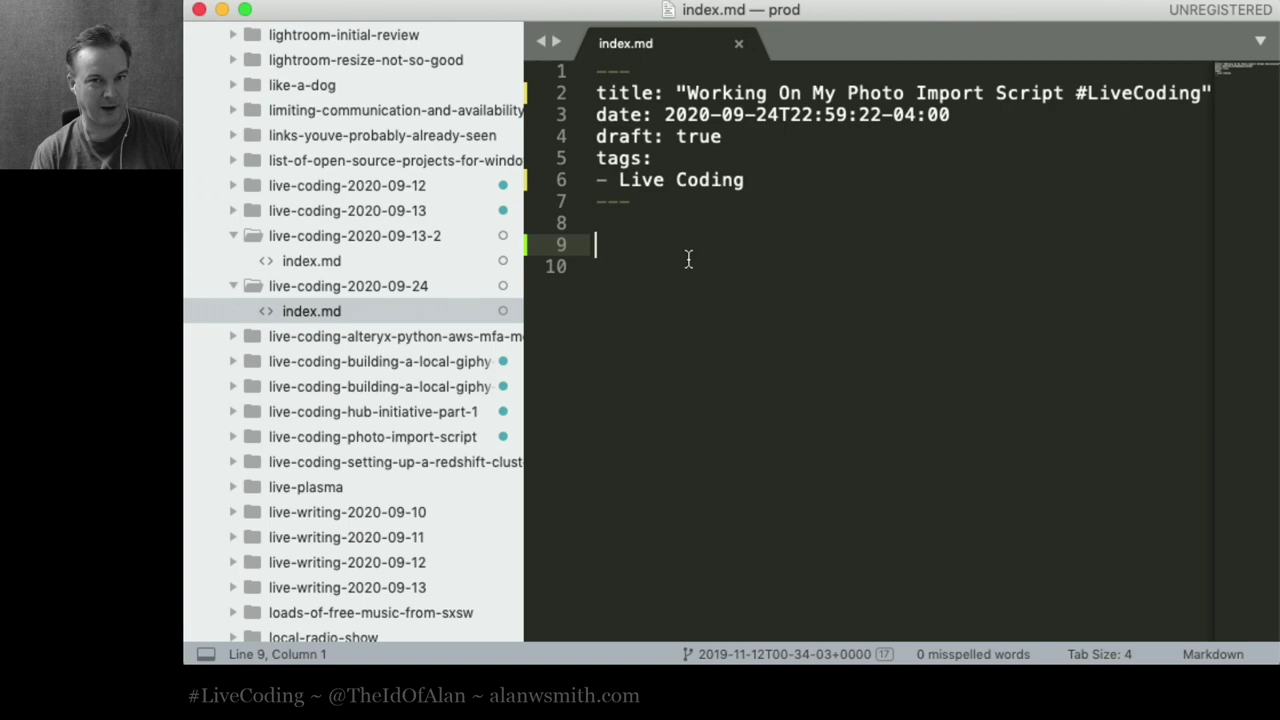 index.md — prod
UNREGISTERED
lightroom-initial-review
lightroom-resize-not-so-good
like-a-dog
limiting-communication-and-availability
links-youve-probably-already-seen
list-of-open-source-projects-for-windo
live-coding-2020-09-12
live-coding-2020-09-13
live-coding-2020-09-13-2
<> index.md
live-coding-2020-09-24
<> index.md
live-coding-alteryx-python-aws-mfa-m
live-coding-building-a-local-giphy-
live-coding-building-a-local-giphy-
live-coding-hub-initiative-part-1
live-coding-photo-import-script
live-coding-setting-up-a-redshift-clust
live-plasma
live-writing-2020-09-10
live-writing-2020-09-11
live-writing-2020-09-12
live-writing-2020-09-13
loads-of-free-music-from-sxsw
local-radio-show
index.md ×
1 ---
2 title: "Working On My Photo Import Script #LiveCoding"
3 date: 2020-09-24T22:59:22-04:00
4 draft: true
5 tags:
6 - Live Coding
7 ---
8
9
10
Line 9, Column 1
2019-11-12T00-34-03+0000 17
0 misspelled words
Tab Size: 4
Markdown
#LiveCoding ~ @TheIdOfAlan ~ alanwsmith.com